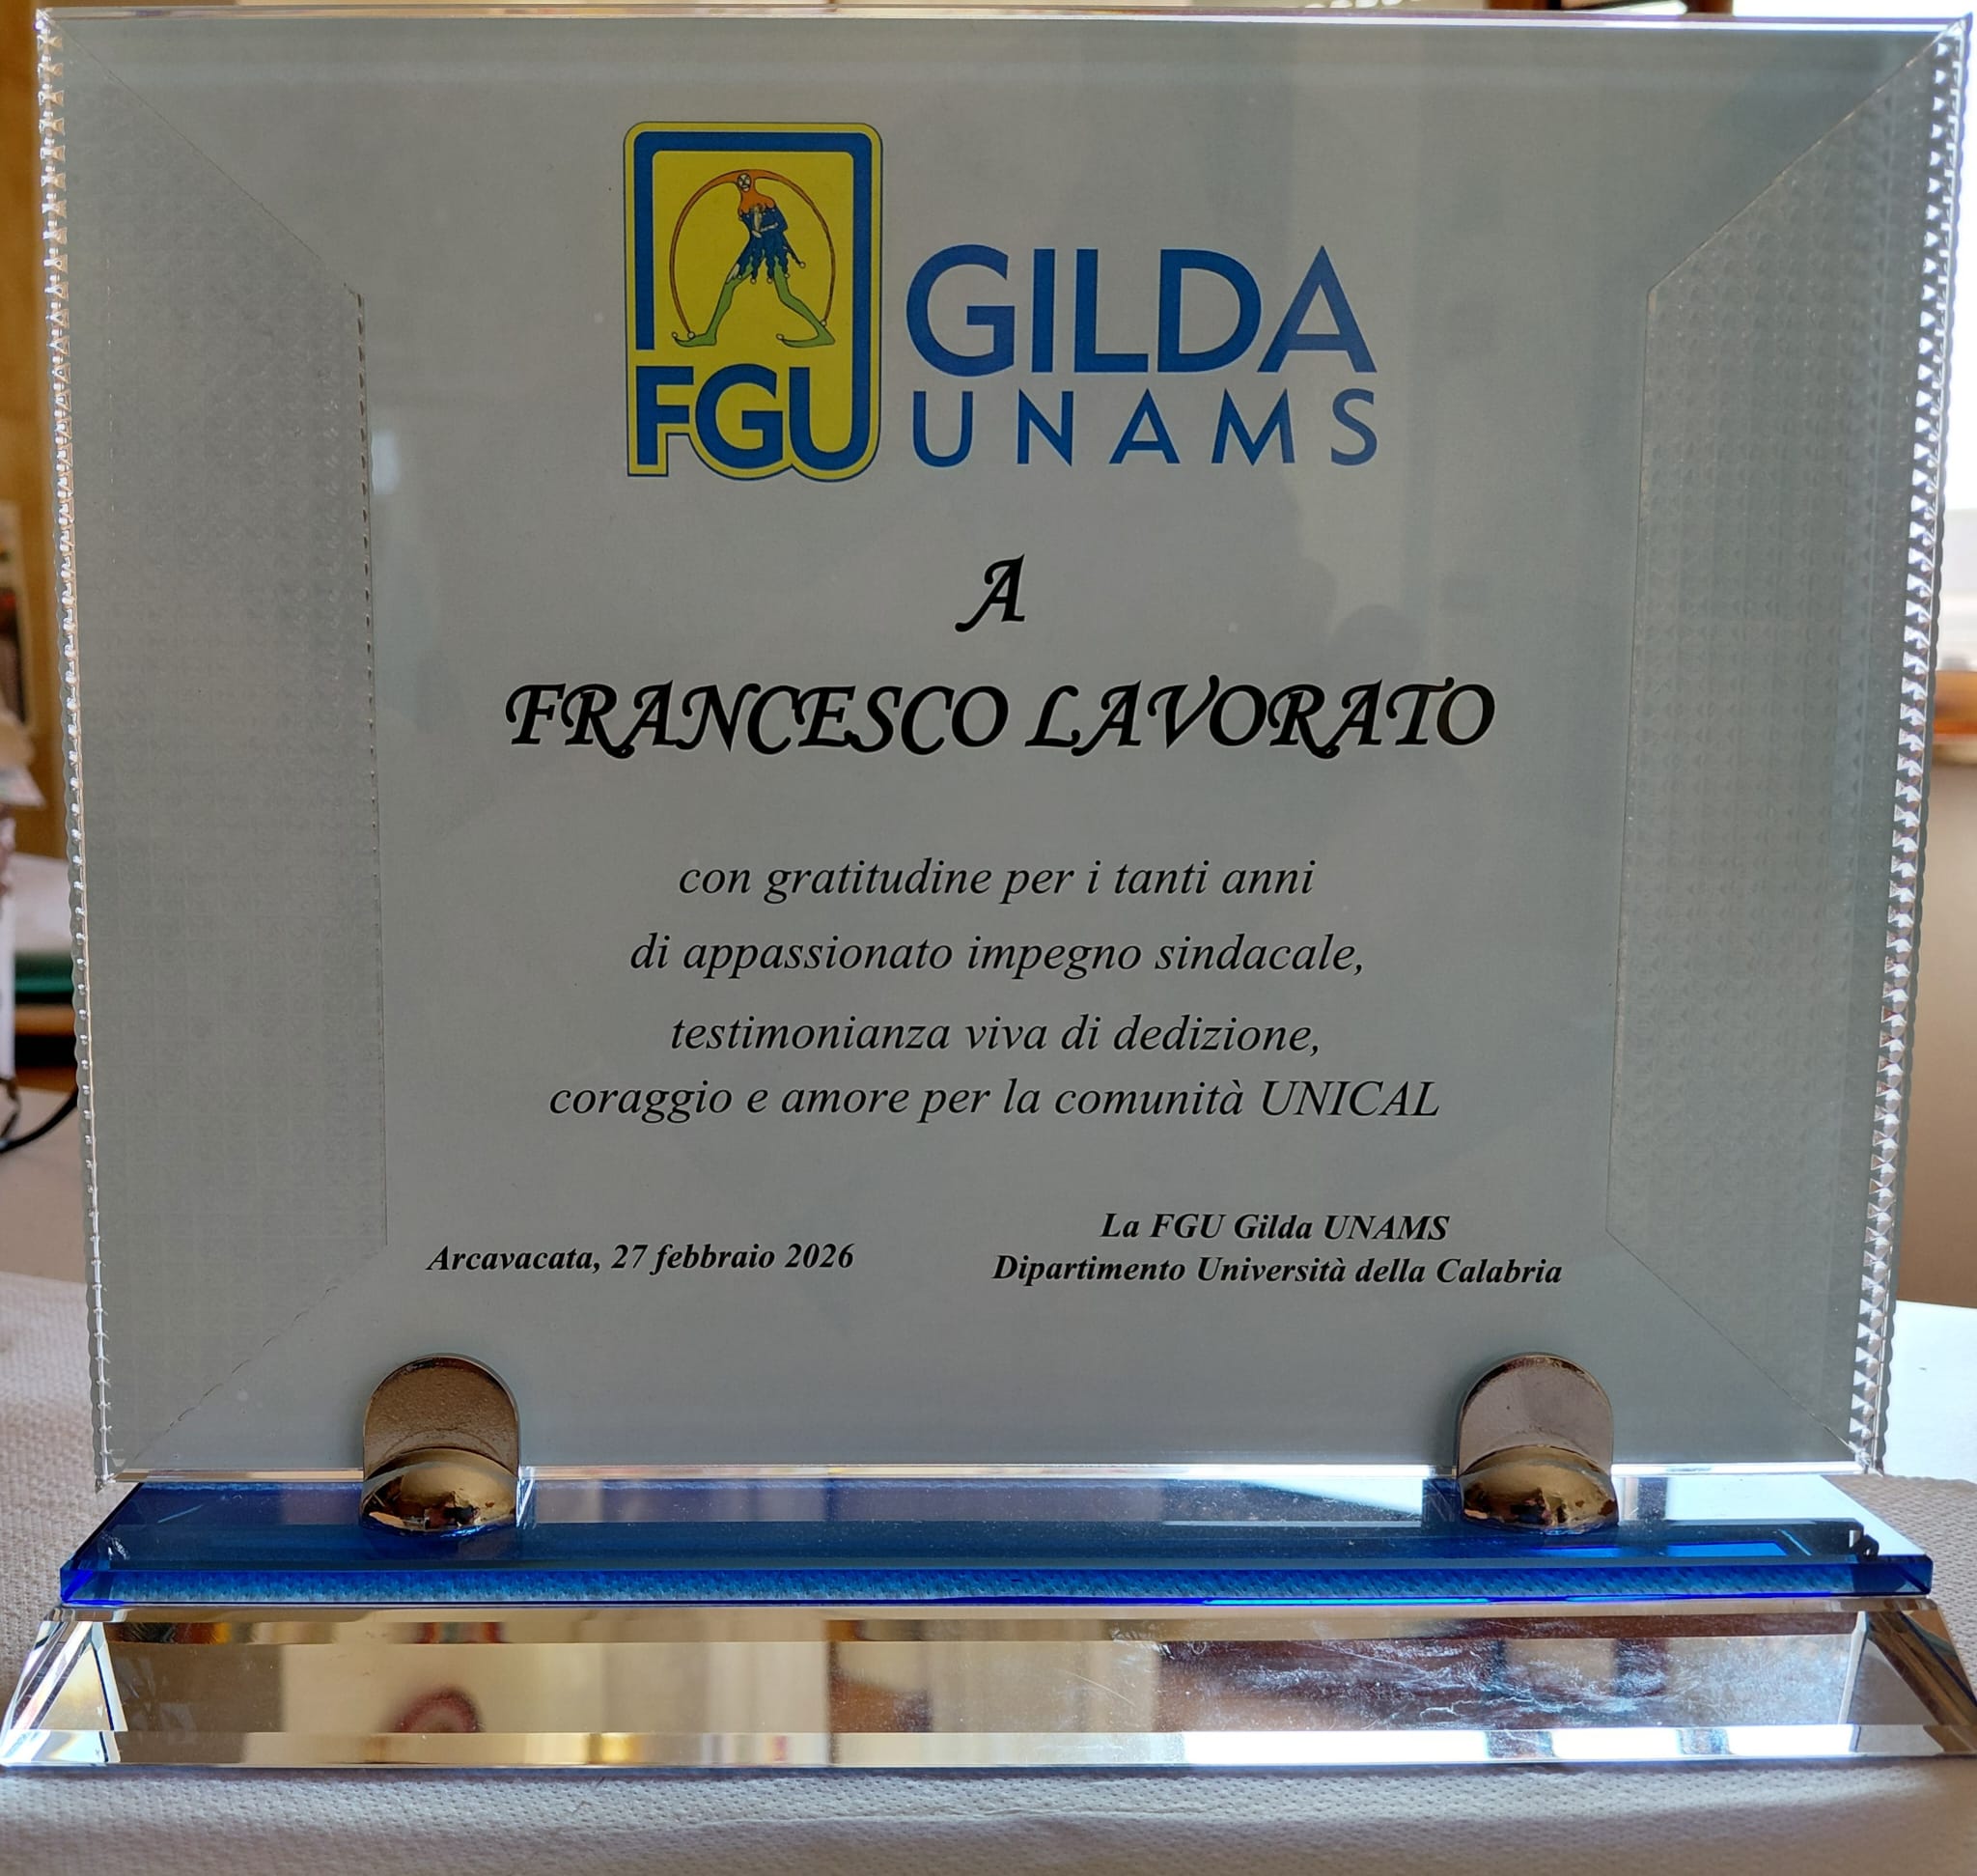 FGU
GILDA
UNAMS
A
FRANCESCO LAVORATO
con gratitudine per i tanti anni
di appassionato impegno sindacale,
testimonianza viva di dedizione,
coraggio e amore per la comunità UNICAL
Arcavacata, 27 febbraio 2026
La FGU Gilda UNAMS
Dipartimento Università della Calabria